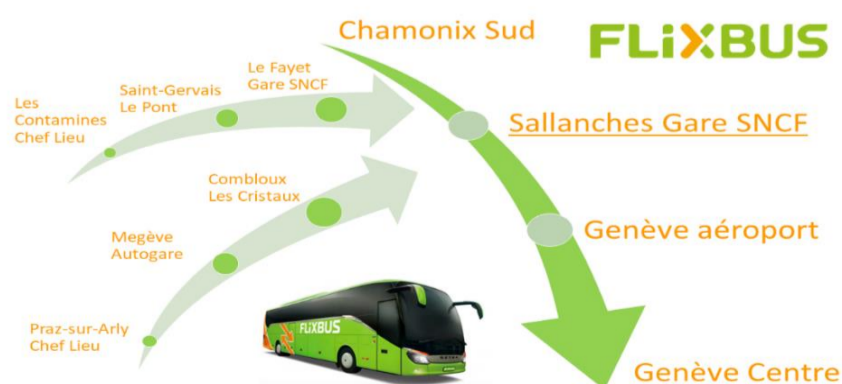 Chamonix Sud
FLiXBUS
Le Fayet
Gare SNCF
Saint-Gervais
Le Pont
Les
Contamines
Chef Lieu
Sallanches Gare SNCF
Combloux
Les Cristaux
Genève aéroport
Megève
Autogare
Praz-sur-Arly
Chef Lieu
FLiXBUS
Genève Centre